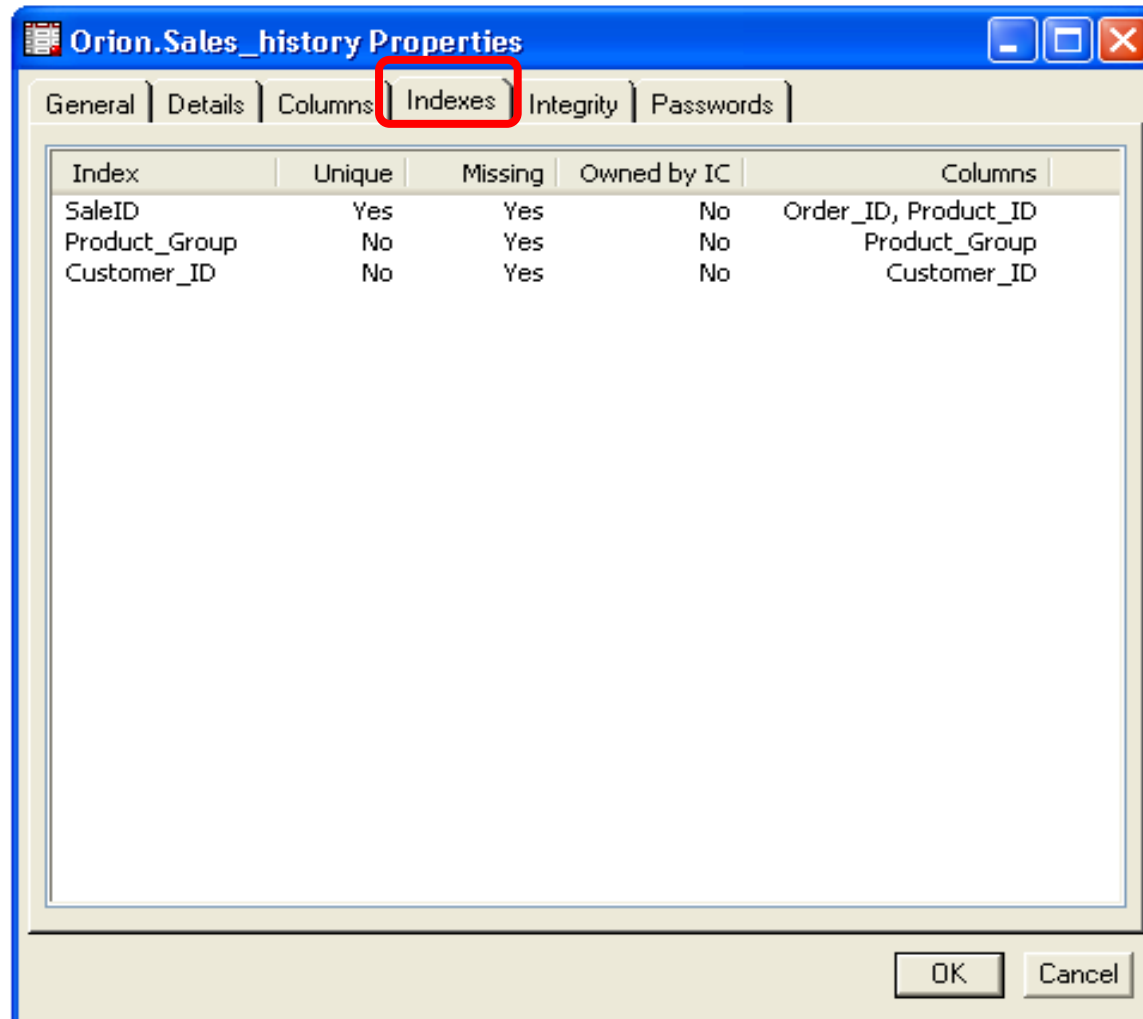 Orion.Sales_history Properties
General Details Columns Indexes Integrity Passwords
Index Unique Missing Owned by IC Columns
SaleID Yes Yes No Order_ID, Product_ID
Product_Group No Yes No Product_Group
Customer_ID No Yes No Customer_ID
OK Cancel